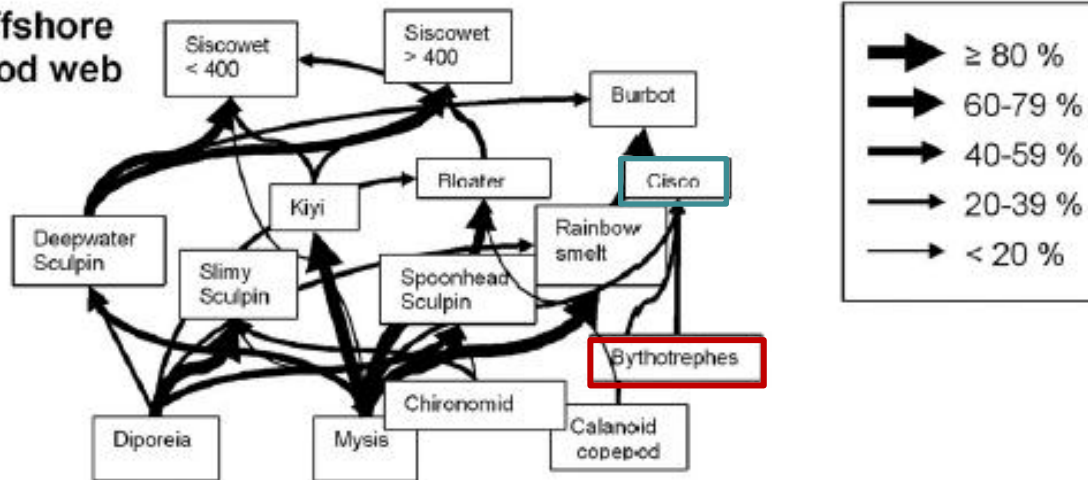 ffshore
od web
Siscowet
< 400
Siscowet
> 400
Burbot
Bloater
Cisco
Kiyi
Rainbow
smelt
Deepwater
Sculpin
Slimy
Sculpin
Spoonhead
Sculpin
Bythotrephes
Chironomid
Diporeia
Mysis
Calanoid
copepod
≥ 80 %
60-79 %
40-59 %
20-39 %
< 20 %